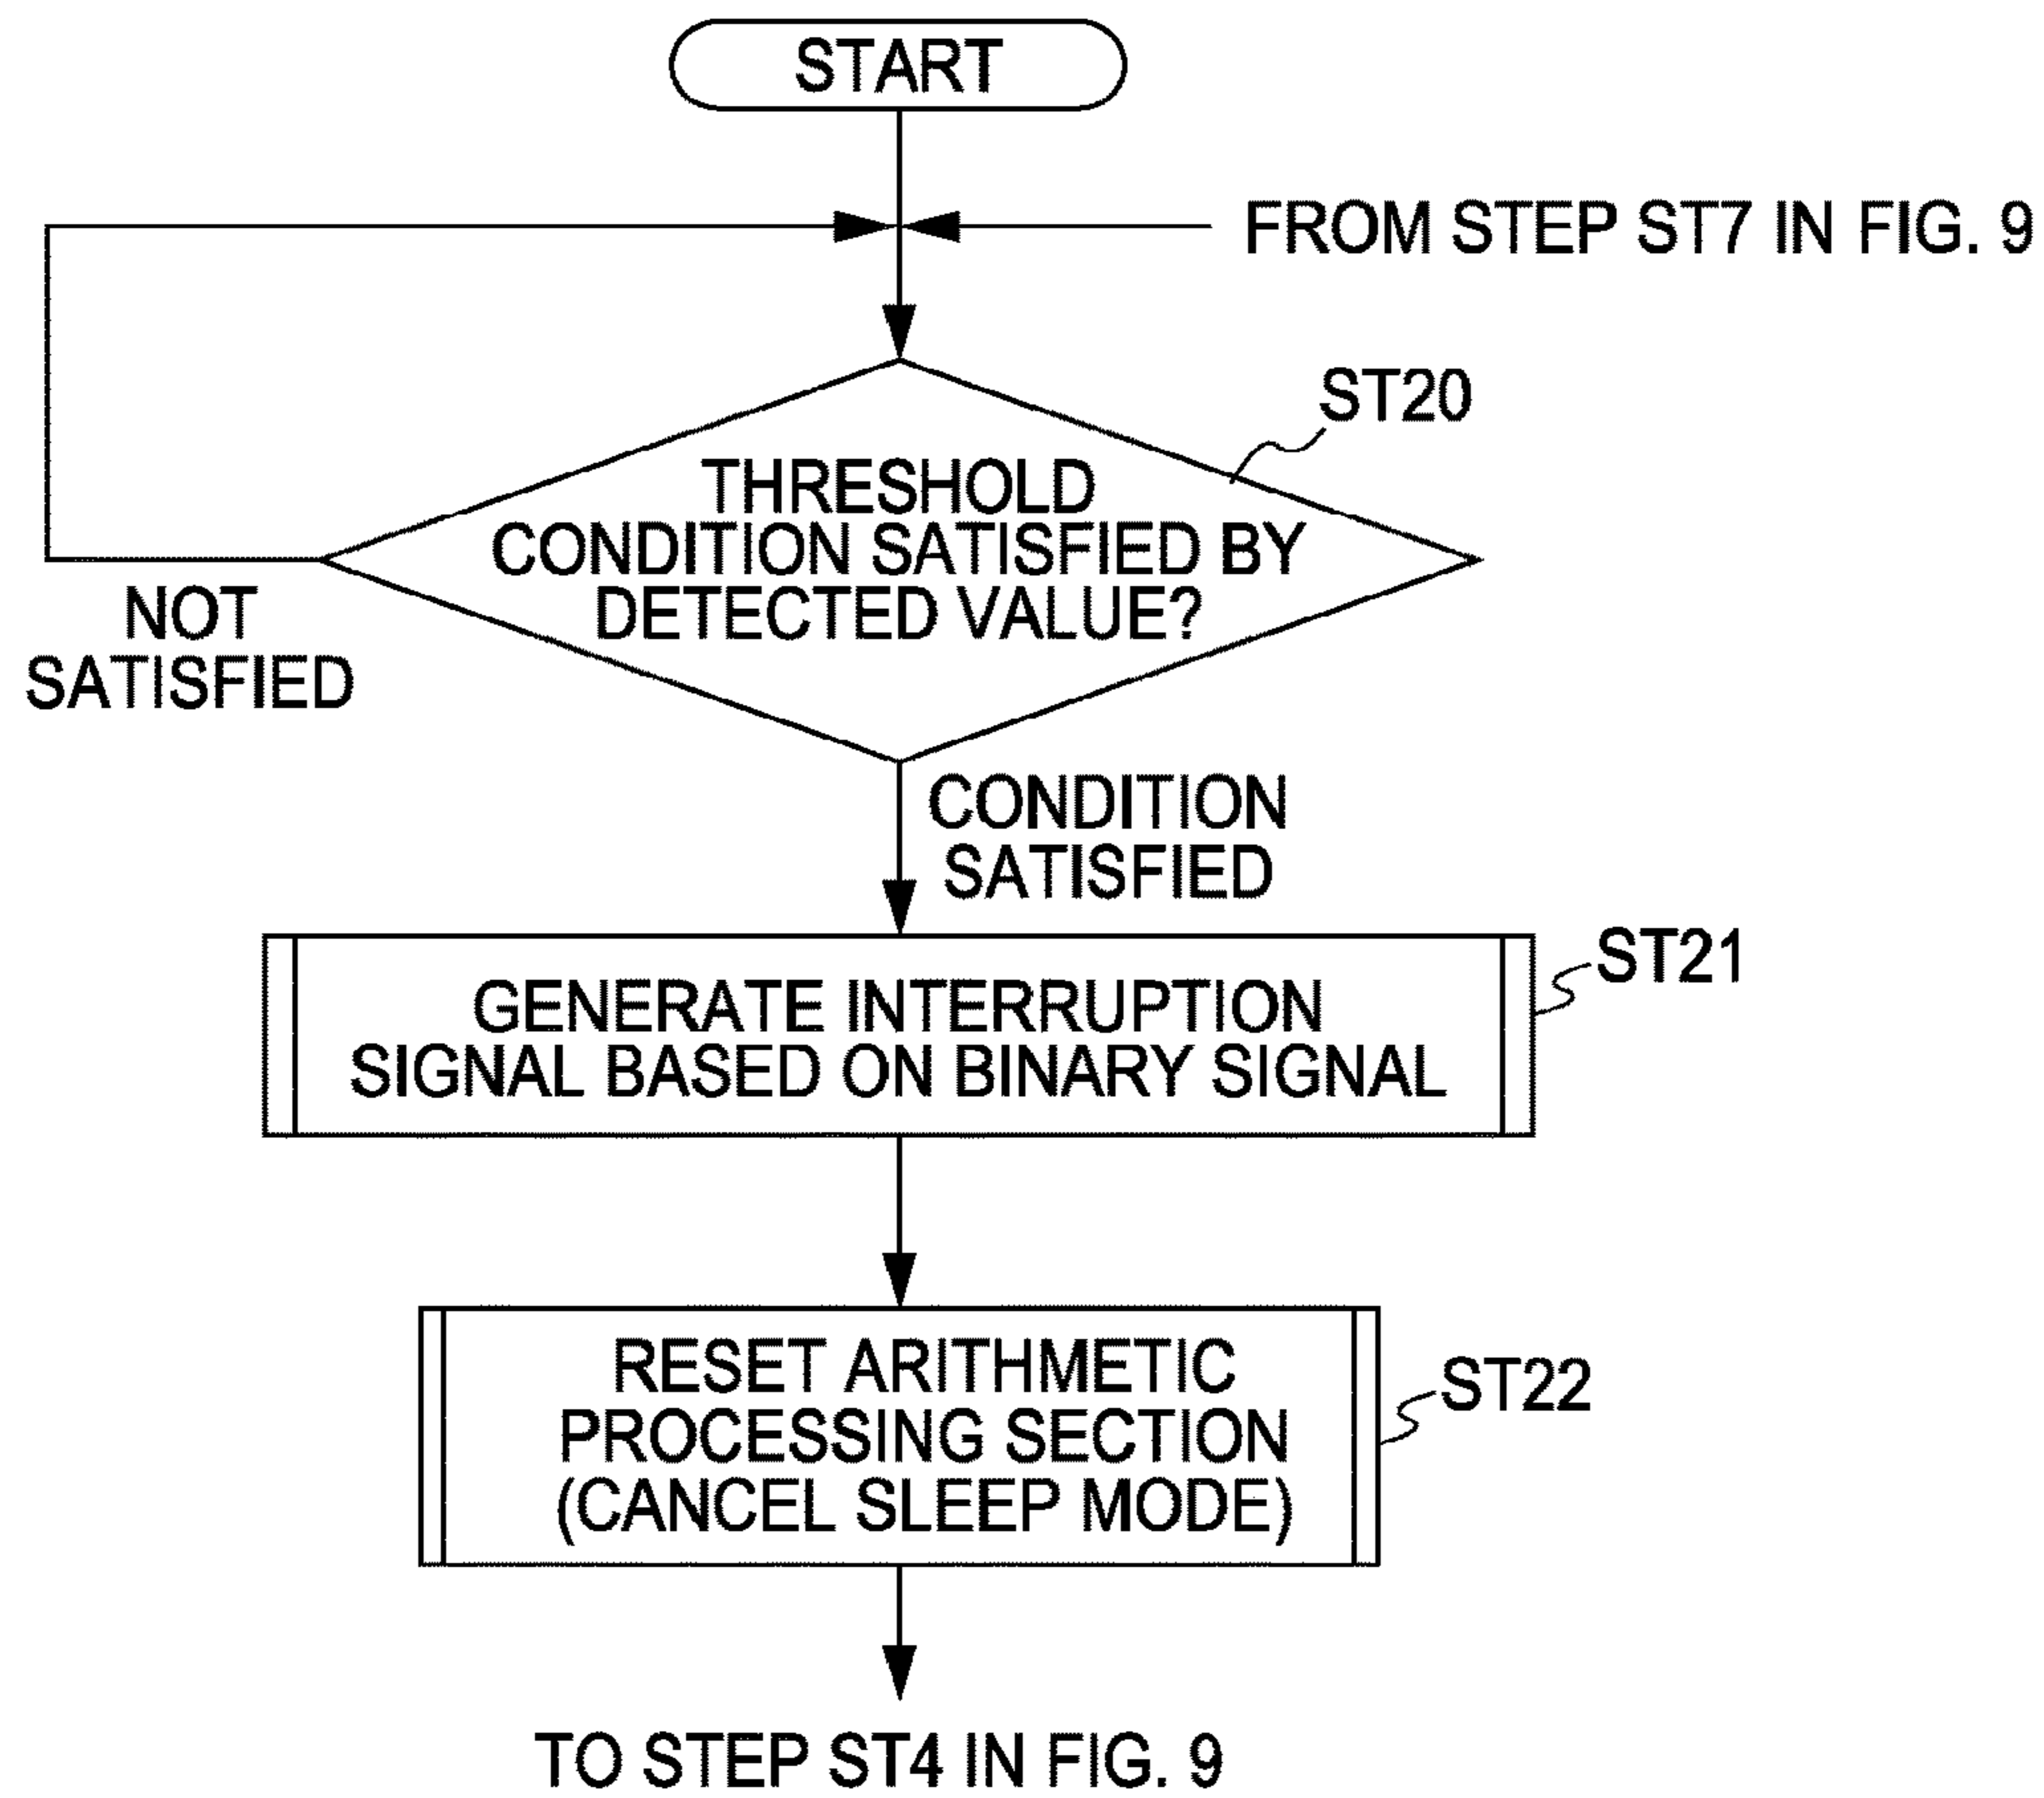 START
FROM STEP ST7 IN FIG. 9
ST20
THRESHOLD
CONDITION SATISFIED BY
DETECTED VALUE?
NOT
SATISFIED
CONDITION
SATISFIED
ST21
GENERATE INTERRUPTION
SIGNAL BASED ON BINARY SIGNAL
RESET ARITHMETIC
PROCESSING SECTION
(CANCEL SLEEP MODE)
ST22
TO STEP ST4 IN FIG. 9